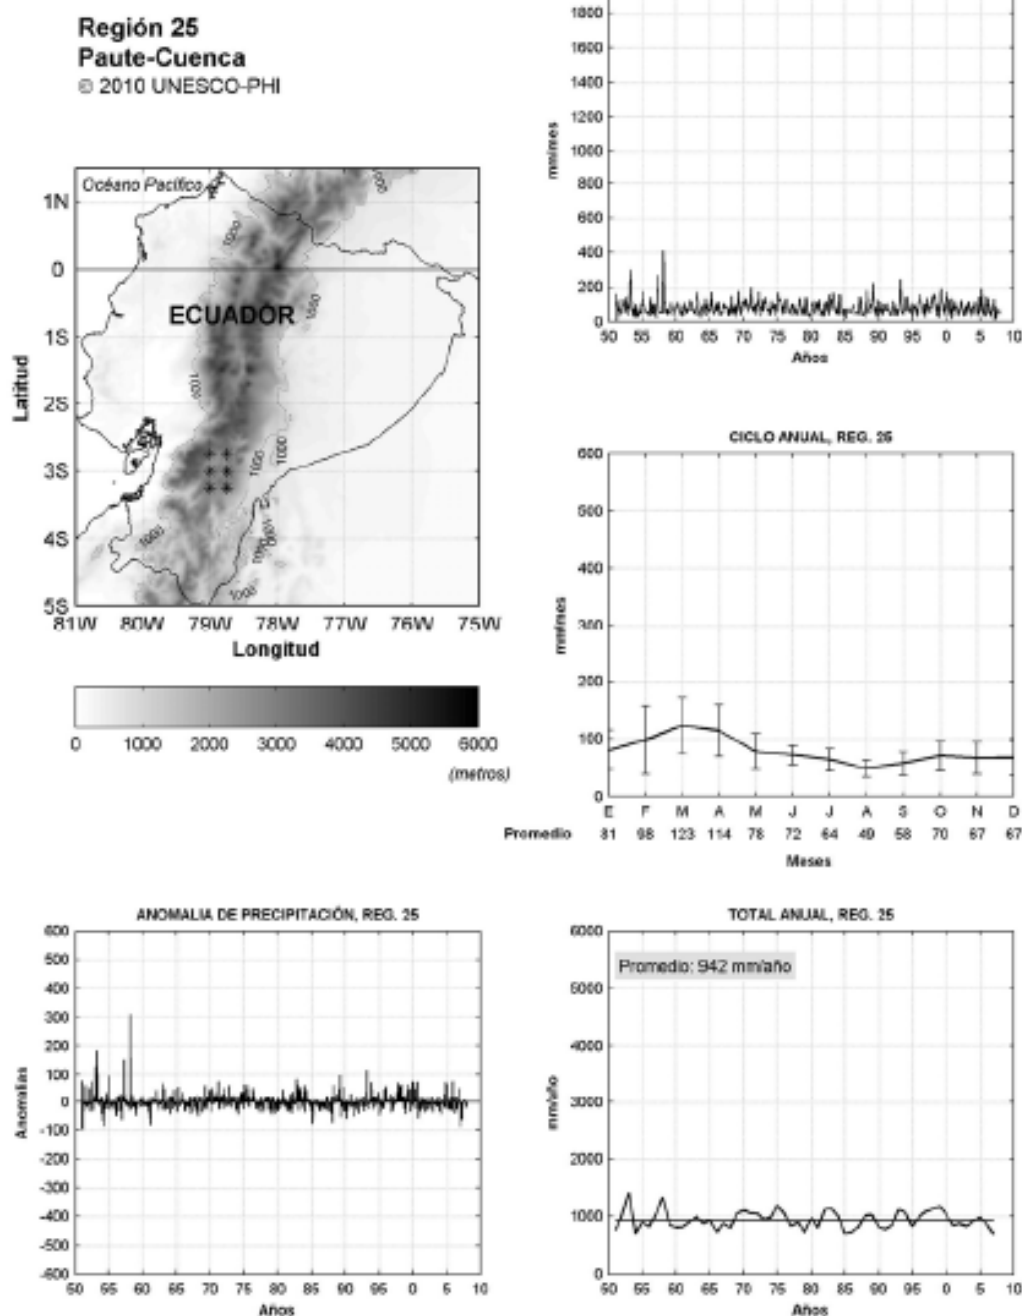 Región 25
Paute-Cuenca
© 2010 UNESCO-PHI
Océano Pacífico
ECUADOR
1000
1000
1000
1000
1000
1000
1000
1N
0
1S
2S
3S
4S
5S
Latitud
81W 80W 79W 78W 77W 76W 75W
Longitud
0 1000 2000 3000 4000 5000 6000
(metros)
1800
1600
1400
1200
1000
800
600
400
200
0
mm/mes
50 55 60 65 70 75 80 85 90 95 0 5 10
Años
CICLO ANUAL, REG. 25
600
500
400
300
200
100
0
mm/mes
E F M A M J J A S O N D
Promedio 81 98 123 114 78 72 64 49 58 70 67 67
Meses
ANOMALIA DE PRECIPITACIÓN, REG. 25
600
500
400
300
200
100
0
-100
-200
-300
-400
-500
-600
Anomalías
50 55 60 65 70 75 80 85 90 95 0 5 10
Años
TOTAL ANUAL, REG. 25
Promedio: 942 mm/año
6000
5000
4000
3000
2000
1000
0
mm/año
50 55 60 65 70 75 80 85 90 95 0 5 10
Años